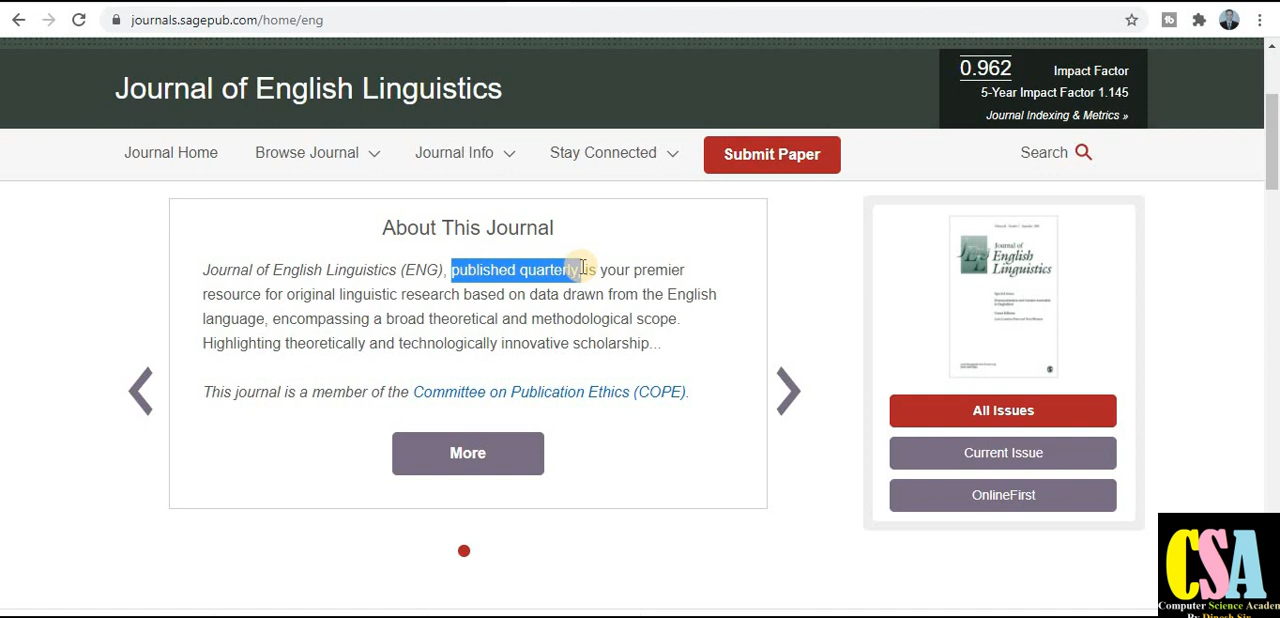 journals.sagepub.com/home/eng
Journal of English Linguistics
0.962 Impact Factor
5-Year Impact Factor 1.145
Journal Indexing & Metrics »
Journal Home Browse Journal Journal Info Stay Connected Submit Paper Search
About This Journal
Journal of English Linguistics (ENG), published quarterly, is your premier
resource for original linguistic research based on data drawn from the English
language, encompassing a broad theoretical and methodological scope.
Highlighting theoretically and technologically innovative scholarship...
This journal is a member of the Committee on Publication Ethics (COPE).
More
Journal of
English
Linguistics
All Issues
Current Issue
OnlineFirst
CSA
Computer Science Academ
By Dinesh Sir